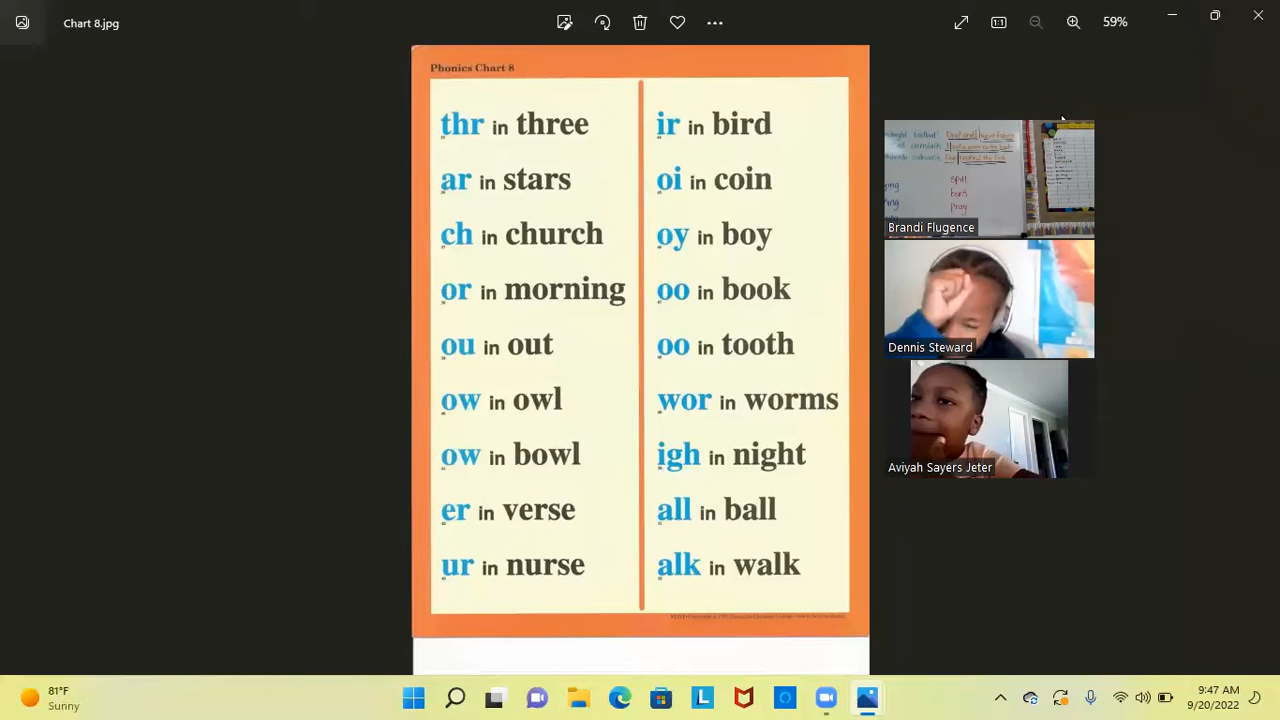 Chart 8.jpg
59%
Phonics Chart 8
thr in three
ar in stars
ch in church
or in morning
ou in out
ow in owl
ow in bowl
er in verse
ur in nurse
ir in bird
oi in coin
oy in boy
oo in book
oo in tooth
wor in worms
igh in night
all in ball
alk in walk
spill
bark
pray
Brandi Flugence
Dennis Steward
Aviyah Sayers Jeter
81°F
Sunny
9:47 AM
9/20/2022